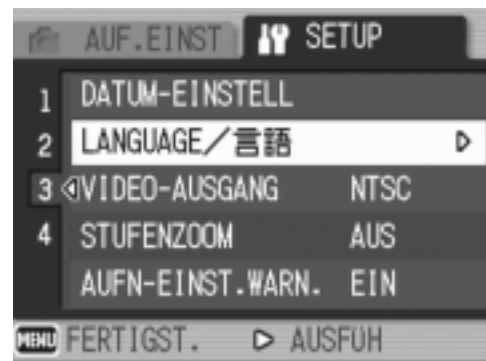 AUF.EINST SETUP
1 DATUM-EINSTELL
2 LANGUAGE/言語
3 VIDEO-AUSGANG NTSC
4 STUFENZOOM AUS
AUFN-EINST.WARN. EIN
MENU FERTIGST. AUSFÜH